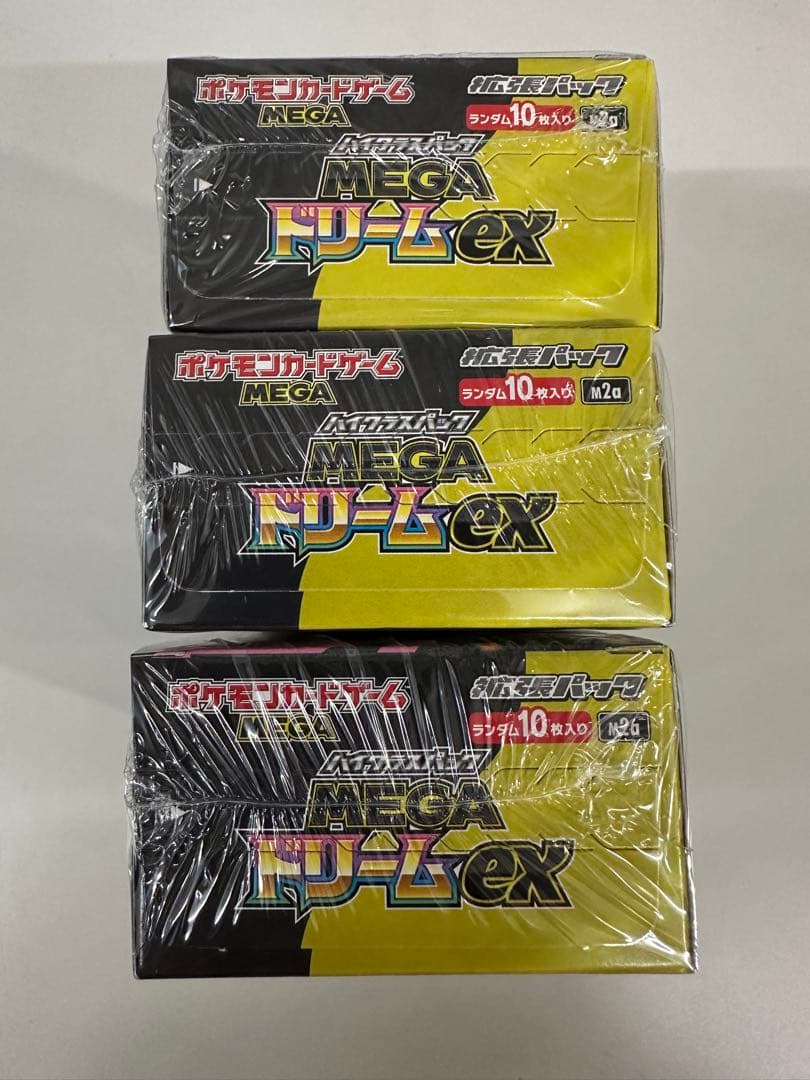 ポケモンカードゲーム
MEGA
拡張パック
ランダム10枚入り
M2a
ハイクラスパック
MEGA
ドリームex
ポケモンカードゲーム
MEGA
拡張パック
ランダム10枚入り
M2a
ハイクラスパック
MEGA
ドリームex
ポケモンカードゲーム
MEGA
拡張パック
ランダム10枚入り
M2a
ハイクラスパック
MEGA
ドリームex